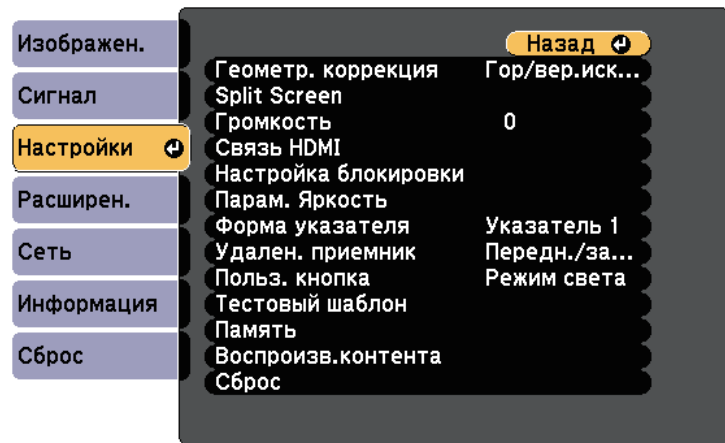 Изображен.
Сигнал
Настройки
Расширен.
Сеть
Информация
Сброс
Назад
Геометр. коррекция Гор/вер.иск...
Split Screen
Громкость 0
Связь HDMI
Настройка блокировки
Парам. Яркость
Форма указателя Указатель 1
Удален. приемник Передн./за...
Польз. кнопка Режим света
Тестовый шаблон
Память
Воспроизв.контента
Сброс